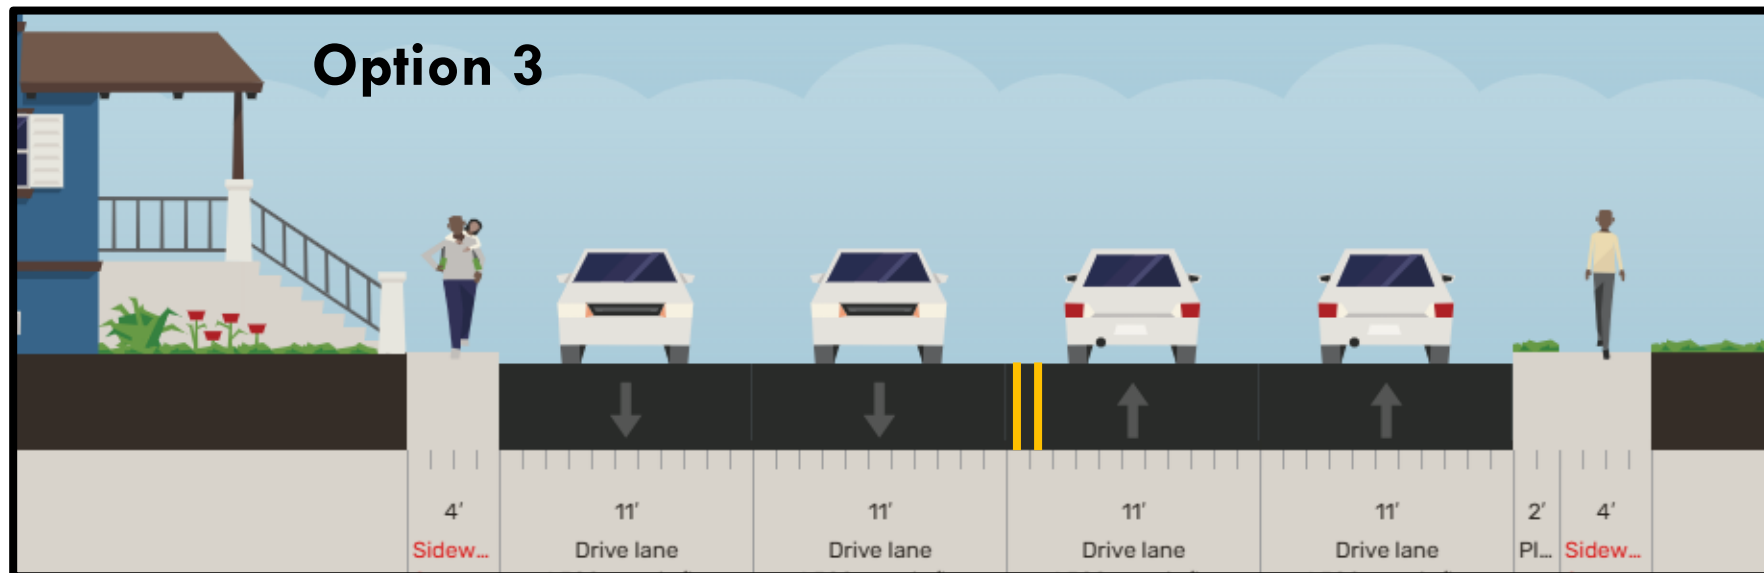 Option 3
4' 11' 11' 11' 11' 2' 4'
Sidew... Drive lane Drive lane Drive lane Drive lane Pl... Sidew...